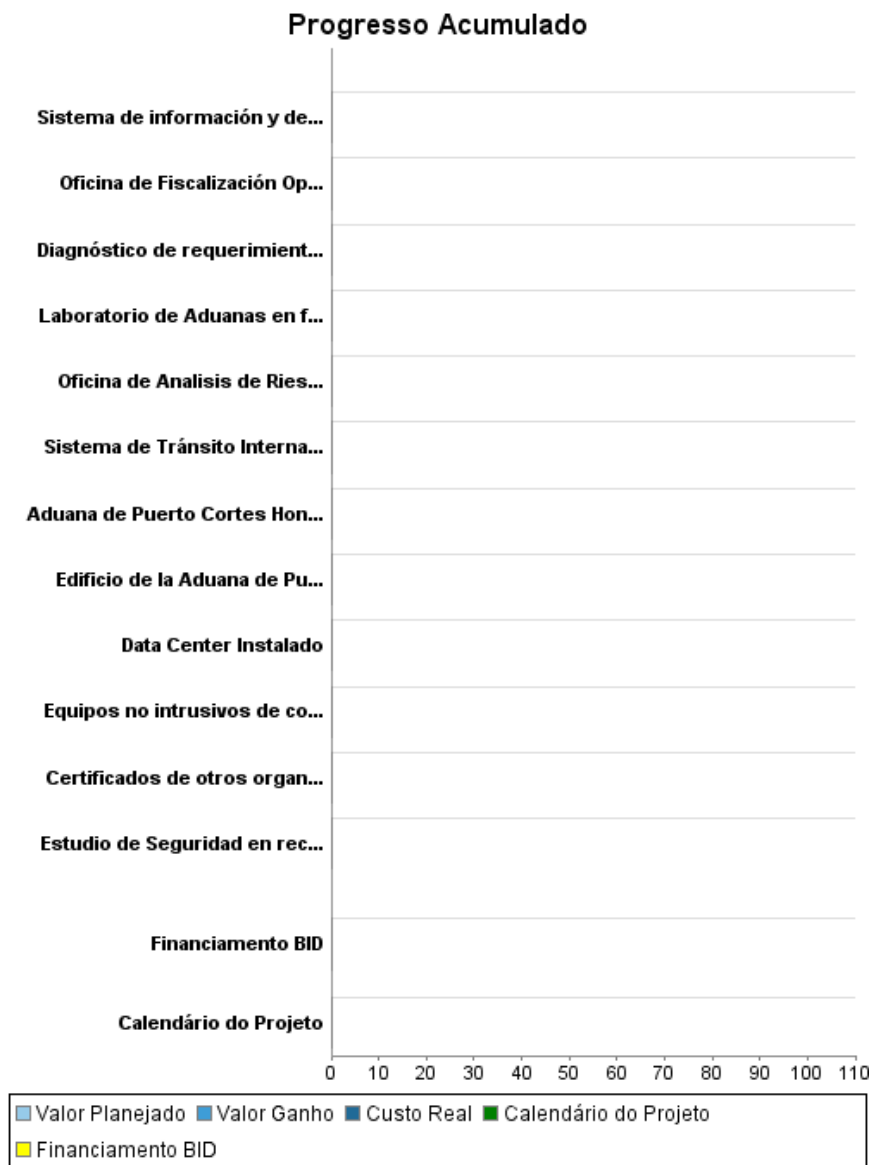 Progresso Acumulado
Sistema de información y de...
Oficina de Fiscalización Op...
Diagnóstico de requerimient...
Laboratorio de Aduanas en f...
Oficina de Analisis de Ries...
Sistema de Tránsito Interna...
Aduana de Puerto Cortes Hon...
Edificio de la Aduana de Pu...
Data Center Instalado
Equipos no intrusivos de co...
Certificados de otros organ...
Estudio de Seguridad en rec...
Financiamento BID
Calendário do Projeto
0 10 20 30 40 50 60 70 80 90 100 110
Valor Planejado Valor Ganho Custo Real Calendário do Projeto
Financiamento BID